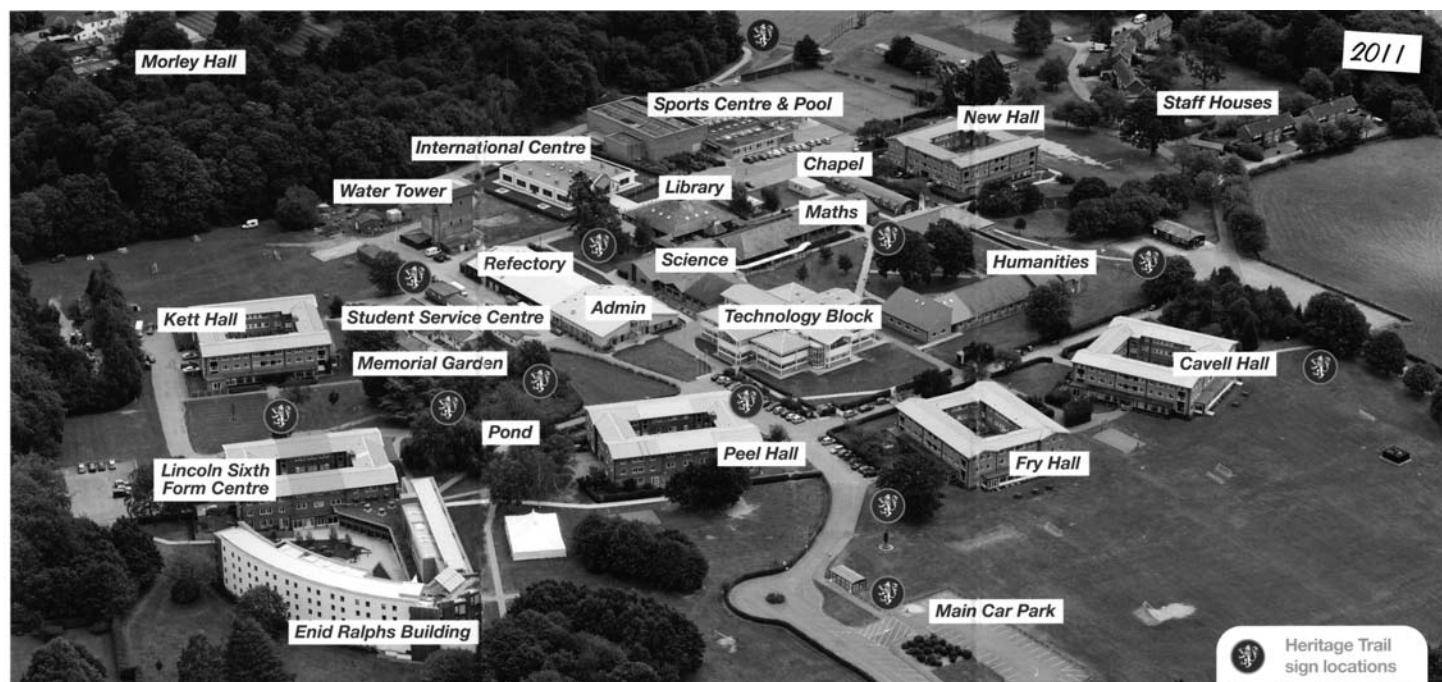 2011
Morley Hall
Sports Centre & Pool
Staff Houses
New Hall
International Centre
Chapel
Library
Water Tower
Maths
Science
Humanities
Refectory
Kett Hall
Student Service Centre
Admin
Technology Block
Memorial Garden
Cavell Hall
Pond
Peel Hall
Lincoln Sixth
Form Centre
Fry Hall
Main Car Park
Enid Ralphs Building
Heritage Trail
sign locations